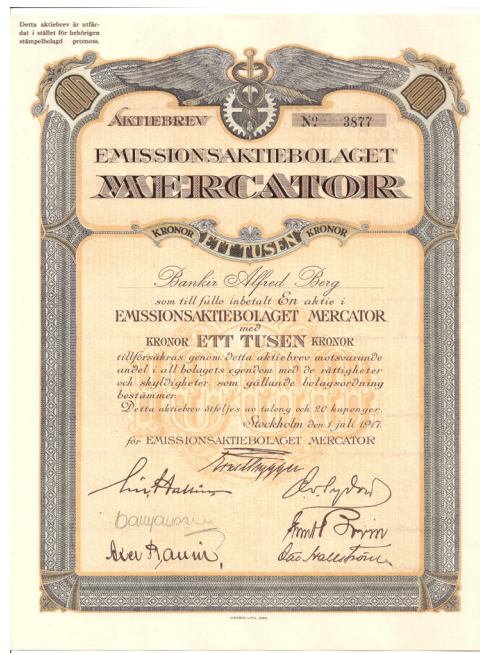 Detta aktiebrev är utfär-
dat i stället för behörigen
stämpelbelagd promess.
AKTIEBREV
No 3877
EMISSIONSAKTIEBOLAGET
MERCATOR
KRONOR ETT TUSEN KRONOR
Bankir Alfred Berg
som till fullo inbetalt En aktie i
EMISSIONSAKTIEBOLAGET MERCATOR
med
KRONOR ETT TUSEN KRONOR
tillförsäkras genom detta aktiebrev motsvarande
andel i all bolagets egendom med de rättigheter
och skyldigheter, som gällande bolagsordning
bestämmer.
Detta aktiebrev åtföljes av talong och 20 kuponger.
Stockholm den 1 juli 1917.
för EMISSIONSAKTIEBOLAGET MERCATOR
Ernst
Otto Hallström